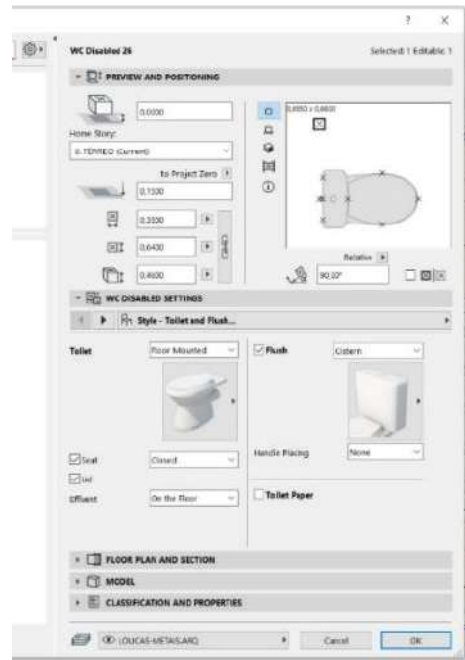 WC Disabled 26
Selected: 1 Editable: 1
PREVIEW AND POSITIONING
0,0000
Home Story:
0. TÉRREO (Current)
to Project Zero
0,1500
0,6400
0,4600
Relative
90,00°
WC DISABLED SETTINGS
Style - Toilet and Flush...
Toilet
Floor Mounted
Flush
Cistern
Seat
Closed
Lid
Effluent
On the Floor
Handle Placing
None
Toilet Paper
FLOOR PLAN AND SECTION
MODEL
CLASSIFICATION AND PROPERTIES
LOUCAS-METAIS.ARQ
Cancel
OK